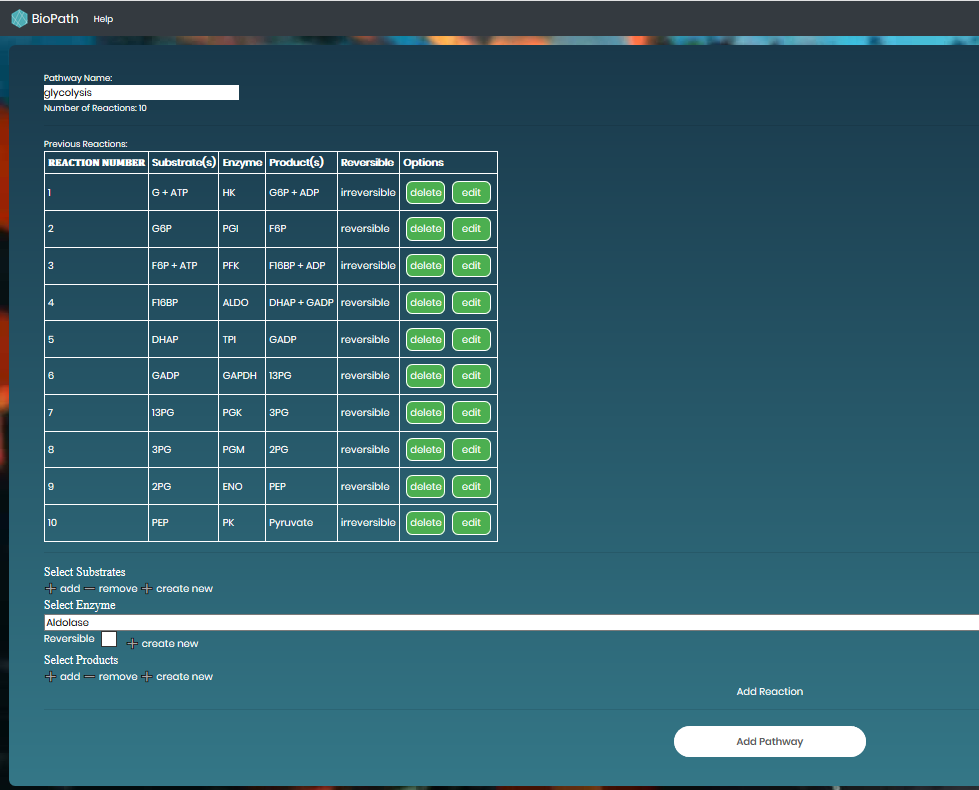 BioPath Help
Pathway Name:
glycolysis
Number of Reactions: 10
Previous Reactions:
REACTION NUMBER Substrate(s) Enzyme Product(s) Reversible Options
1 G + ATP HK G6P + ADP irreversible delete edit
2 G6P PGI F6P reversible delete edit
3 F6P + ATP PFK F16BP + ADP irreversible delete edit
4 F16BP ALDO DHAP + GADP reversible delete edit
5 DHAP TPI GADP reversible delete edit
6 GADP GAPDH 13PG reversible delete edit
7 13PG PGK 3PG reversible delete edit
8 3PG PGM 2PG reversible delete edit
9 2PG ENO PEP reversible delete edit
10 PEP PK Pyruvate irreversible delete edit
Select Substrates
add remove create new
Select Enzyme
Aldolase
Reversible create new
Select Products
add remove create new
Add Reaction
Add Pathway